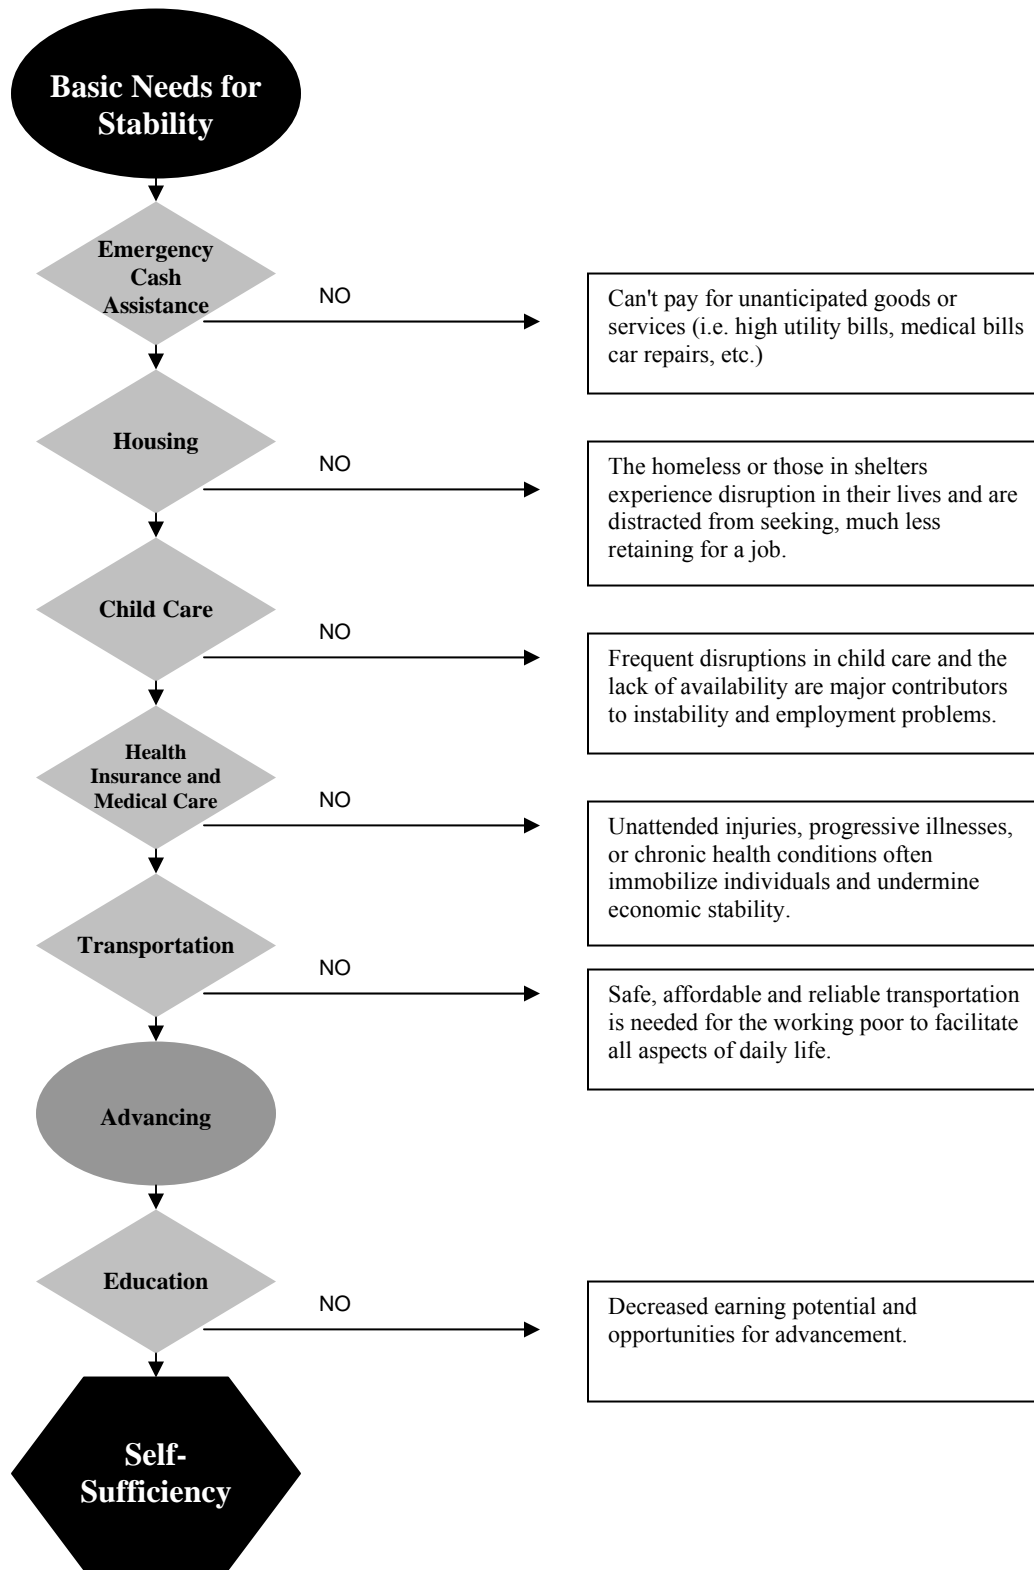 Basic Needs for
Stability
Emergency
Cash
Assistance
NO
Can't pay for unanticipated goods or
services (i.e. high utility bills, medical bills
car repairs, etc.)
Housing
NO
The homeless or those in shelters
experience disruption in their lives and are
distracted from seeking, much less
retaining for a job.
Child Care
NO
Frequent disruptions in child care and the
lack of availability are major contributors
to instability and employment problems.
Health
Insurance and
Medical Care
NO
Unattended injuries, progressive illnesses,
or chronic health conditions often
immobilize individuals and undermine
economic stability.
Transportation
NO
Safe, affordable and reliable transportation
is needed for the working poor to facilitate
all aspects of daily life.
Advancing
Education
NO
Decreased earning potential and
opportunities for advancement.
Self-
Sufficiency